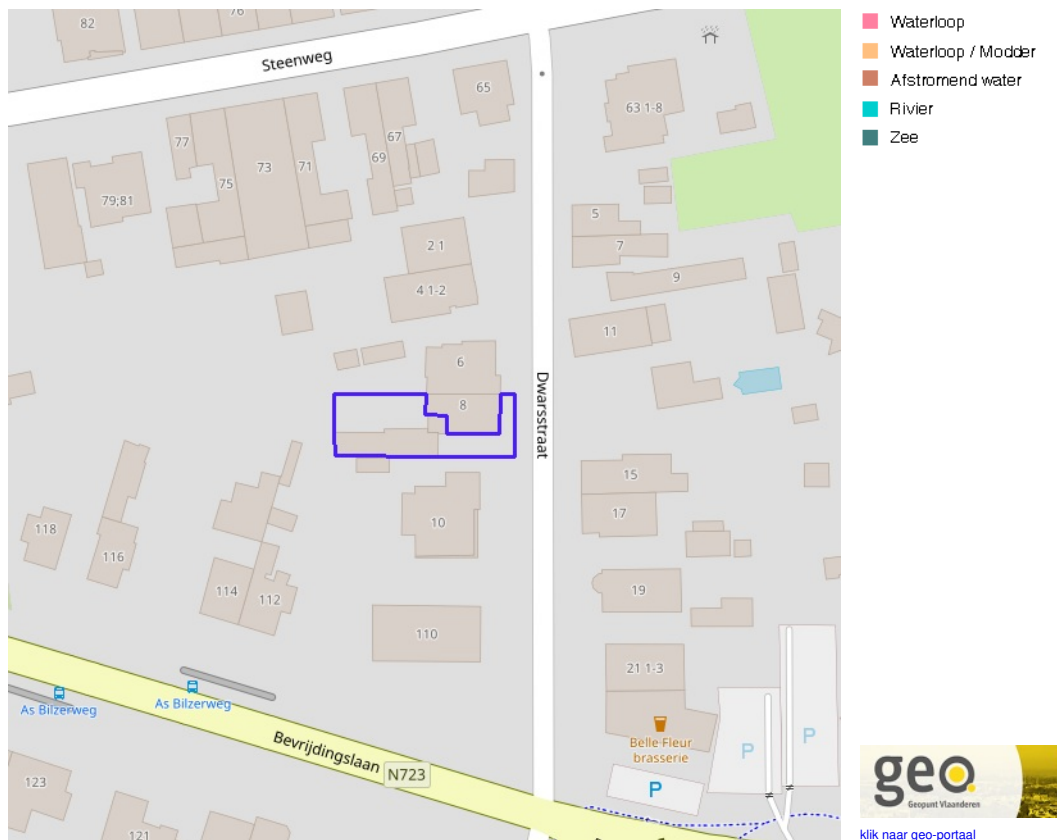 82
76
Steenweg
65
63 1-8
77
67
73
71
69
75
79;81
5
2 1
7
9
4 1-2
11
6
8
Dwarsstraat
15
17
10
118
116
114
112
19
110
21 1-3
As Bilzerweg
As Bilzerweg
Belle Fleur
brasserie
P
P
P
Bevrijdingslaan
N723
123
121
Waterloop
Waterloop / Modder
Afstromend water
Rivier
Zee
geo
Geopunt Vlaanderen
klik naar geo-portaal